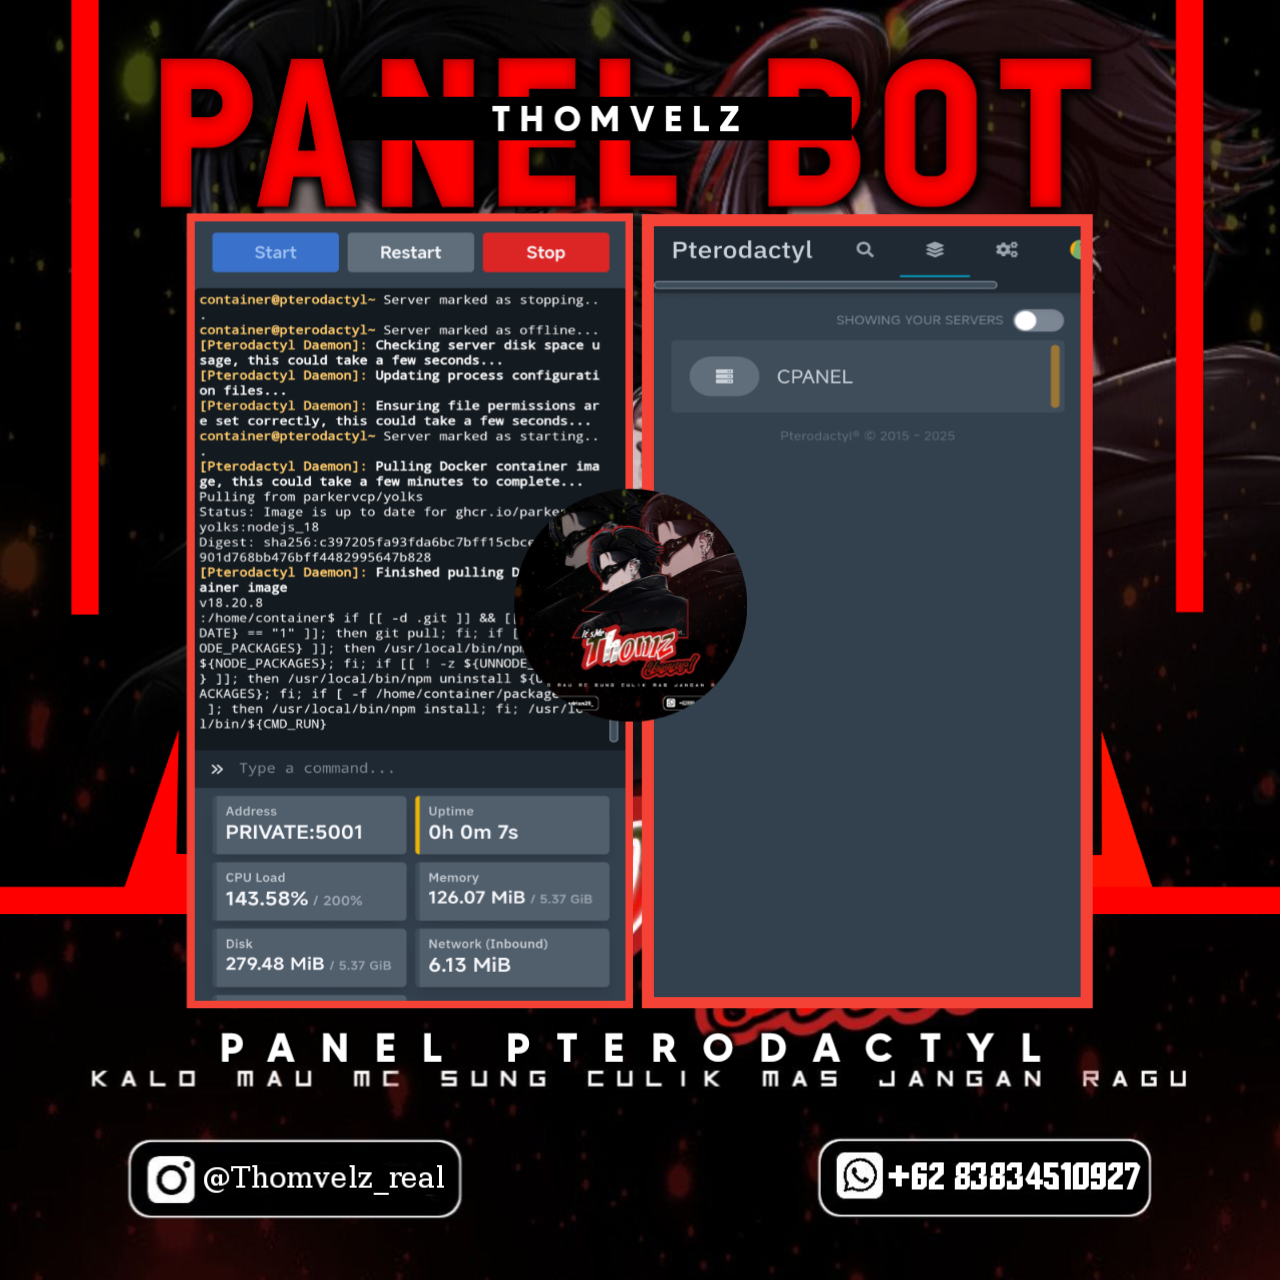 PANEL BOT
THOMVELZ
Start Restart Stop
container@pterodactyl~ Server marked as stopping..
.
container@pterodactyl~ Server marked as offline...
[Pterodactyl Daemon]: Checking server disk space u
sage, this could take a few seconds...
[Pterodactyl Daemon]: Updating process configurati
on files...
[Pterodactyl Daemon]: Ensuring file permissions ar
e set correctly, this could take a few seconds...
container@pterodactyl~ Server marked as starting..
.
[Pterodactyl Daemon]: Pulling Docker container ima
ge, this could take a few minutes to complete...
Pulling from parkervcp/yolks
Status: Image is up to date for ghcr.io/parke
yolks:nodejs_18
Digest: sha256:c397205fa93fda6bc7bff15cbce
901d768bb476bff4482995647b828
[Pterodactyl Daemon]: Finished pulling D
ainer image
v18.20.8
:/home/container$ if [[ -d .git ]] && [[
DATE} == "1" ]]; then git pull; fi; if [
ODE_PACKAGES} ]]; then /usr/local/bin/np
${NODE_PACKAGES}; fi; if [[ ! -z ${UNNODE_
} ]]; then /usr/local/bin/npm uninstall ${U
ACKAGES}; fi; if [ -f /home/container/package
 ]; then /usr/local/bin/npm install; fi; /usr/lo
l/bin/${CMD_RUN}
Type a command...
Address
PRIVATE:5001
Uptime
0h 0m 7s
CPU Load
143.58% / 200%
Memory
126.07 MiB / 5.37 GiB
Disk
279.48 MiB / 5.37 GiB
Network (Inbound)
6.13 MiB
Pterodactyl
SHOWING YOUR SERVERS
CPANEL
Pterodactyl® © 2015 - 2025
It's Me
Thomz
PANEL PTERODACTYL
KALO MAU MC SUNG CULIK MAS JANGAN RAGU
@Thomvelz_real
+62 83834510927